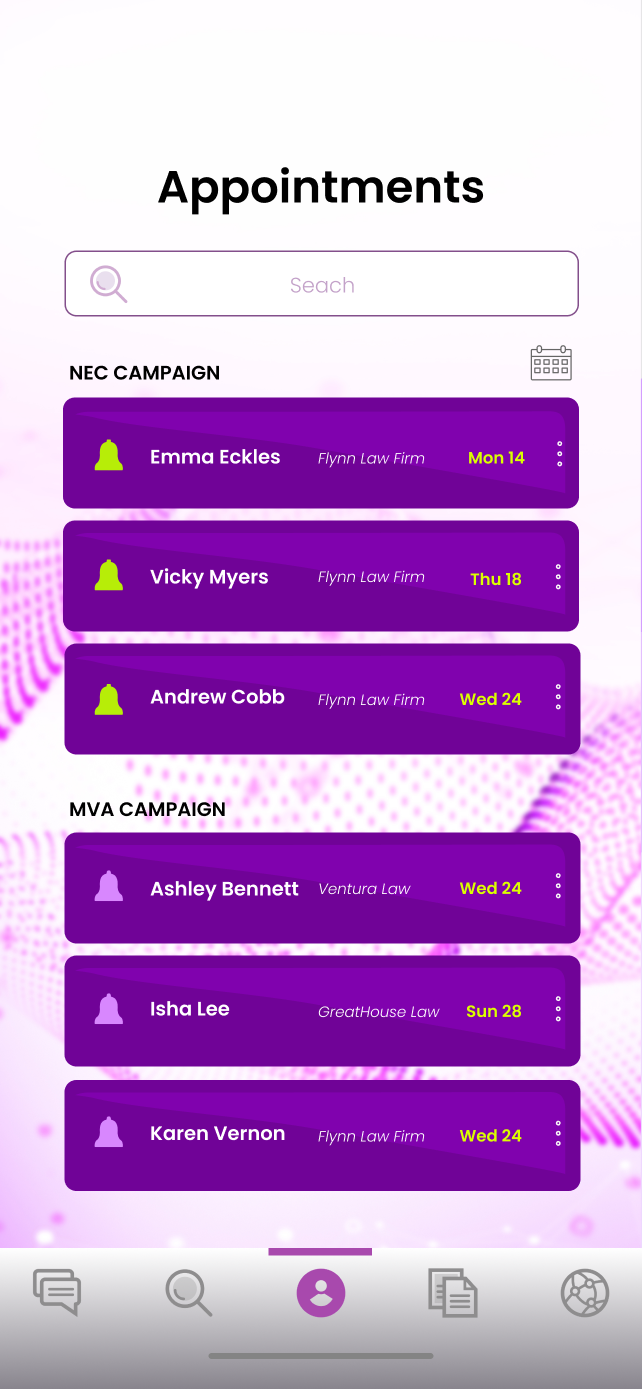 Appointments
Seach
NEC CAMPAIGN
Emma Eckles Flynn Law Firm Mon 14
Vicky Myers Flynn Law Firm Thu 18
Andrew Cobb Flynn Law Firm Wed 24
MVA CAMPAIGN
Ashley Bennett Ventura Law Wed 24
Isha Lee GreatHouse Law Sun 28
Karen Vernon Flynn Law Firm Wed 24